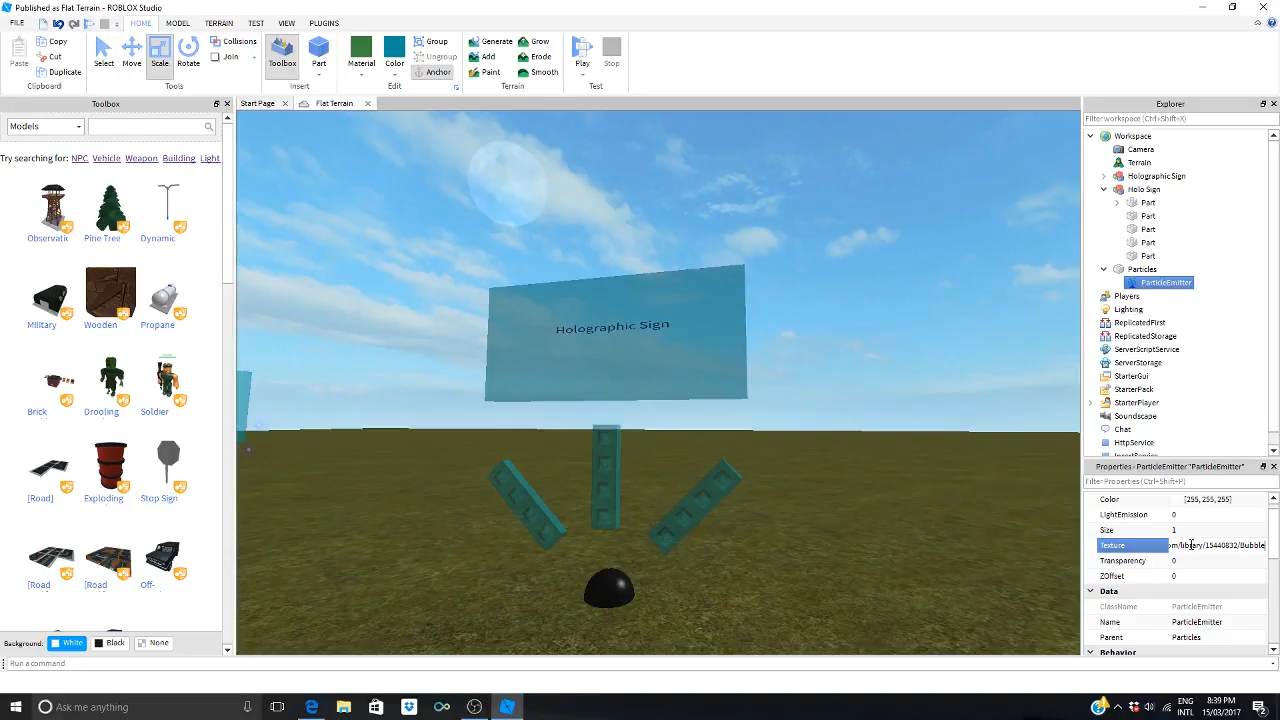 Published as Flat Terrain - ROBLOX Studio
FILE HOME MODEL TERRAIN TEST VIEW PLUGINS
Paste Copy Cut Duplicate Select Move Scale Rotate Collisions Join Toolbox Part Material Color Group Ungroup Anchor Generate Add Paint Grow Erode Smooth Play Stop
Clipboard Tools Insert Edit Terrain Test
Toolbox
Models
Try searching for: NPC Vehicle Weapon Building Light
Observatic Pine Tree Dynamic
Military Wooden Propane
Brick Drooling Soldier
[Road] Exploding Stop Sign
[Road [Road Off-
Background: White Black None
Start Page Flat Terrain
Holographic Sign
Explorer
Filter workspace (Ctrl+Shift+X)
Workspace
Camera
Terrain
Holographic Sign
Holo Sign
Part
Part
Part
Part
Part
Particles
ParticleEmitter
Players
Lighting
ReplicatedFirst
ReplicatedStorage
ServerScriptService
ServerStorage
StarterGui
StarterPack
StarterPlayer
Soundscape
Chat
HttpService
Properties - ParticleEmitter "ParticleEmitter"
Filter Properties (Ctrl+Shift+P)
Color [255, 255, 255]
LightEmission 0
Size 1
Texture om/library/15440832/Bubble
Transparency 0
ZOffset 0
Data
ClassName ParticleEmitter
Name ParticleEmitter
Parent Particles
Behavior
Run a command
Ask me anything
ENG
INTL
8:39 PM
15/03/2017